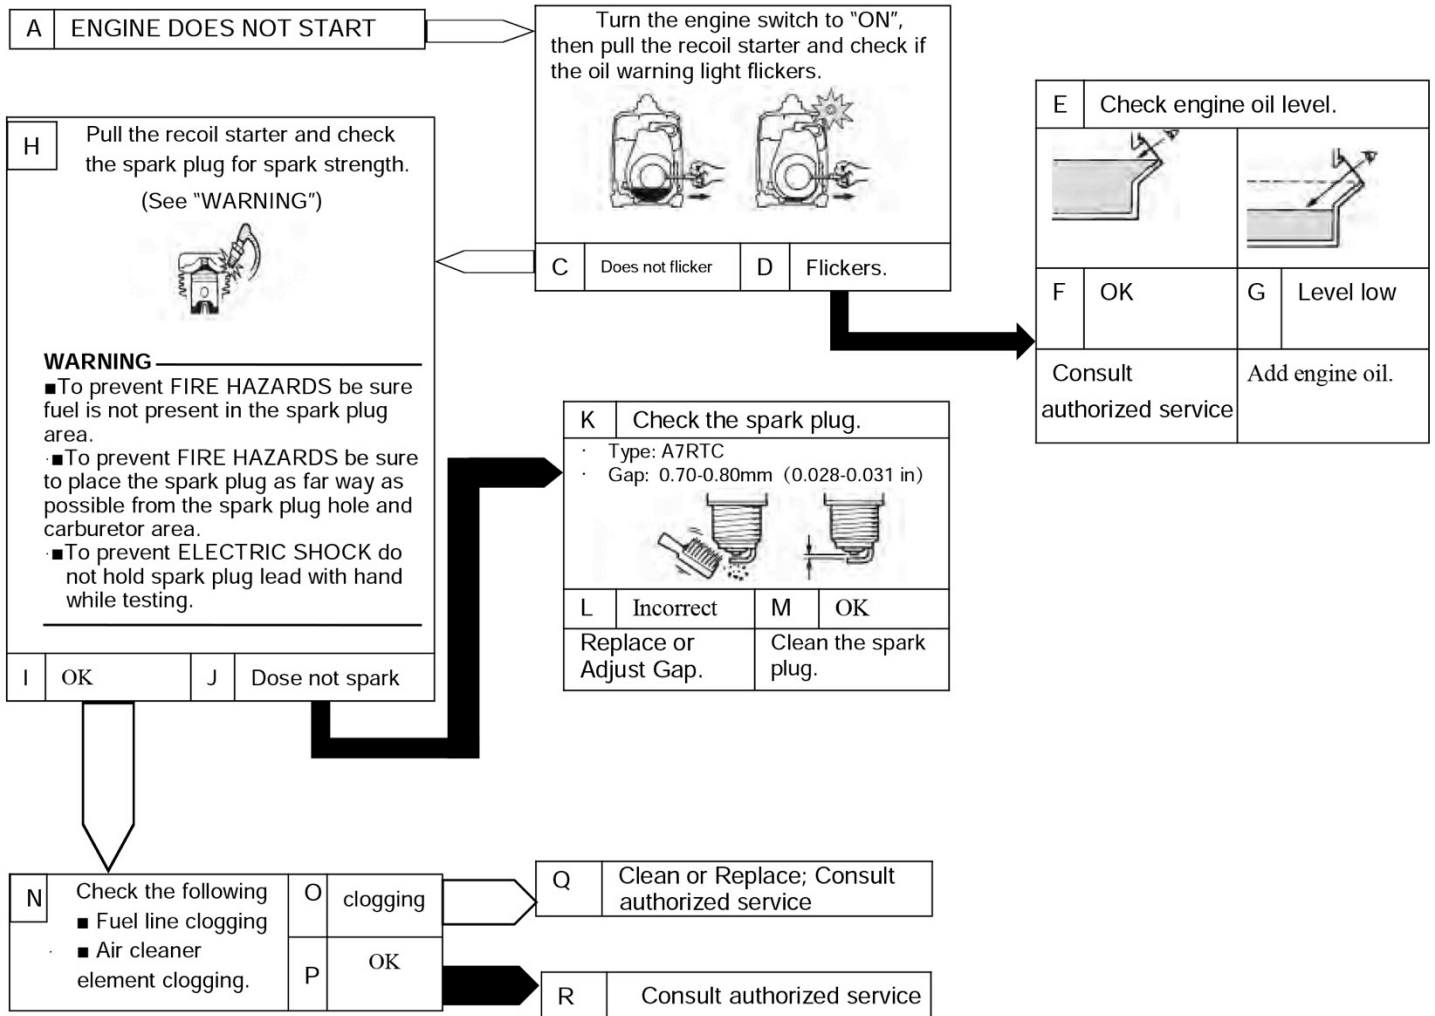 A ENGINE DOES NOT START
Turn the engine switch to “ON”,
then pull the recoil starter and check if
the oil warning light flickers.
C Does not flicker D Flickers.
E Check engine oil level.
F OK G Level low
Consult
authorized service
Add engine oil.
H Pull the recoil starter and check
the spark plug for spark strength.
(See “WARNING”)
WARNING
■To prevent FIRE HAZARDS be sure
fuel is not present in the spark plug
area.
·■To prevent FIRE HAZARDS be sure
to place the spark plug as far way as
possible from the spark plug hole and
carburetor area.
·■To prevent ELECTRIC SHOCK do
not hold spark plug lead with hand
while testing.
I OK J Dose not spark
K Check the spark plug.
· Type: A7RTC
· Gap: 0.70-0.80mm（0.028-0.031 in）
L Incorrect M OK
Replace or
Adjust Gap.
Clean the spark
plug.
N Check the following
■ Fuel line clogging
· ■ Air cleaner
element clogging.
O clogging
P OK
Q Clean or Replace; Consult
authorized service
R Consult authorized service